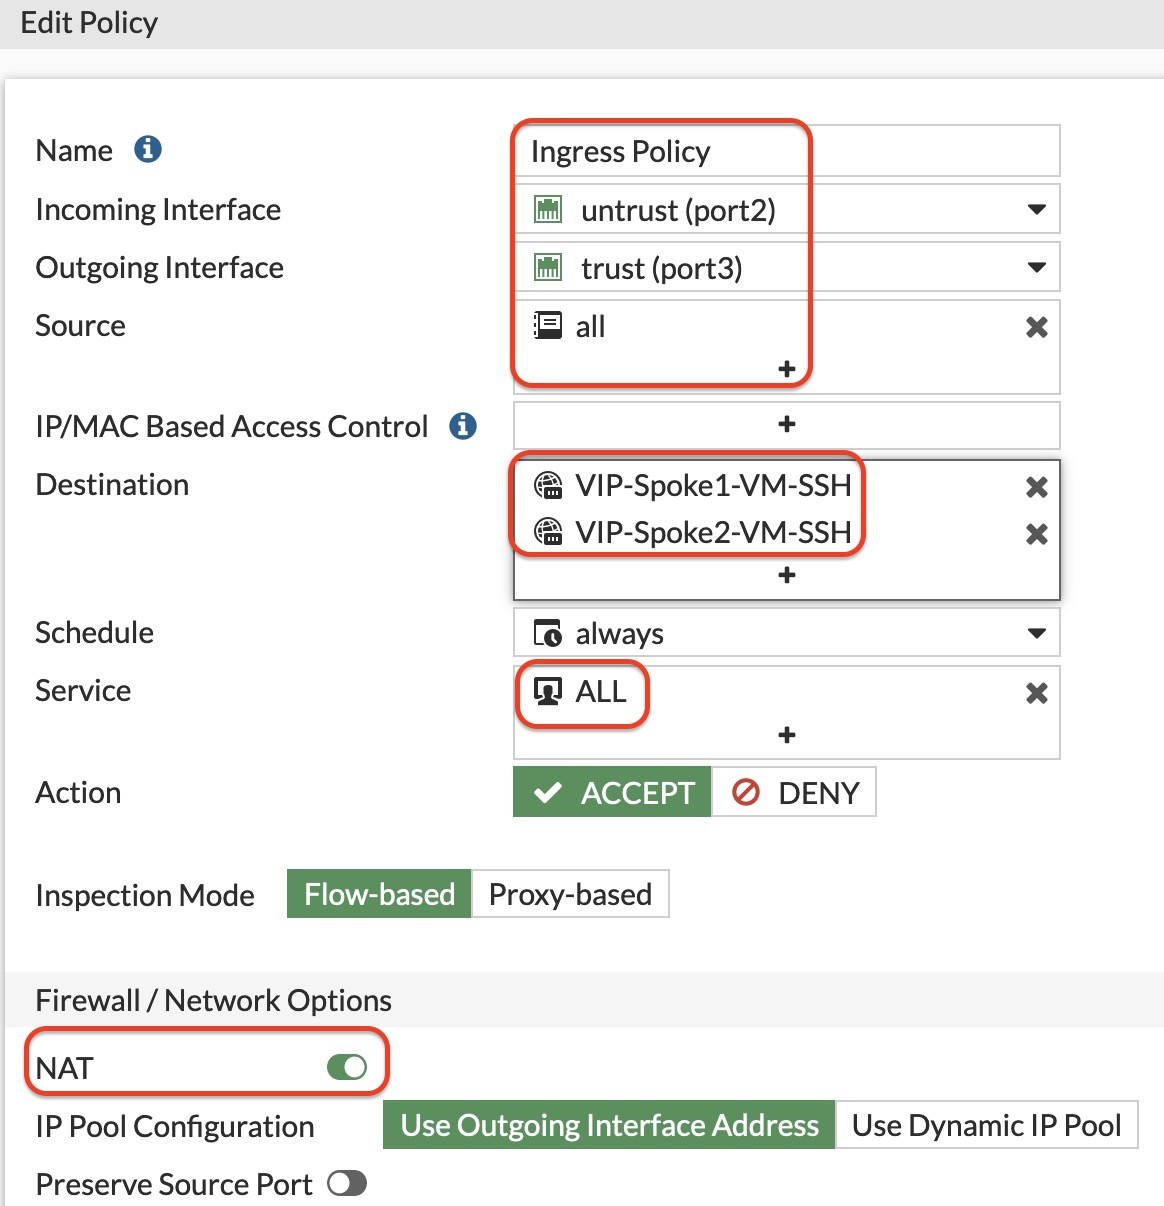 Edit Policy
Name Ingress Policy
Incoming Interface untrust (port2)
Outgoing Interface trust (port3)
Source all
IP/MAC Based Access Control
Destination VIP-Spoke1-VM-SSH
VIP-Spoke2-VM-SSH
Schedule always
Service ALL
Action ACCEPT DENY
Inspection Mode Flow-based Proxy-based
Firewall / Network Options
NAT
IP Pool Configuration Use Outgoing Interface Address Use Dynamic IP Pool
Preserve Source Port